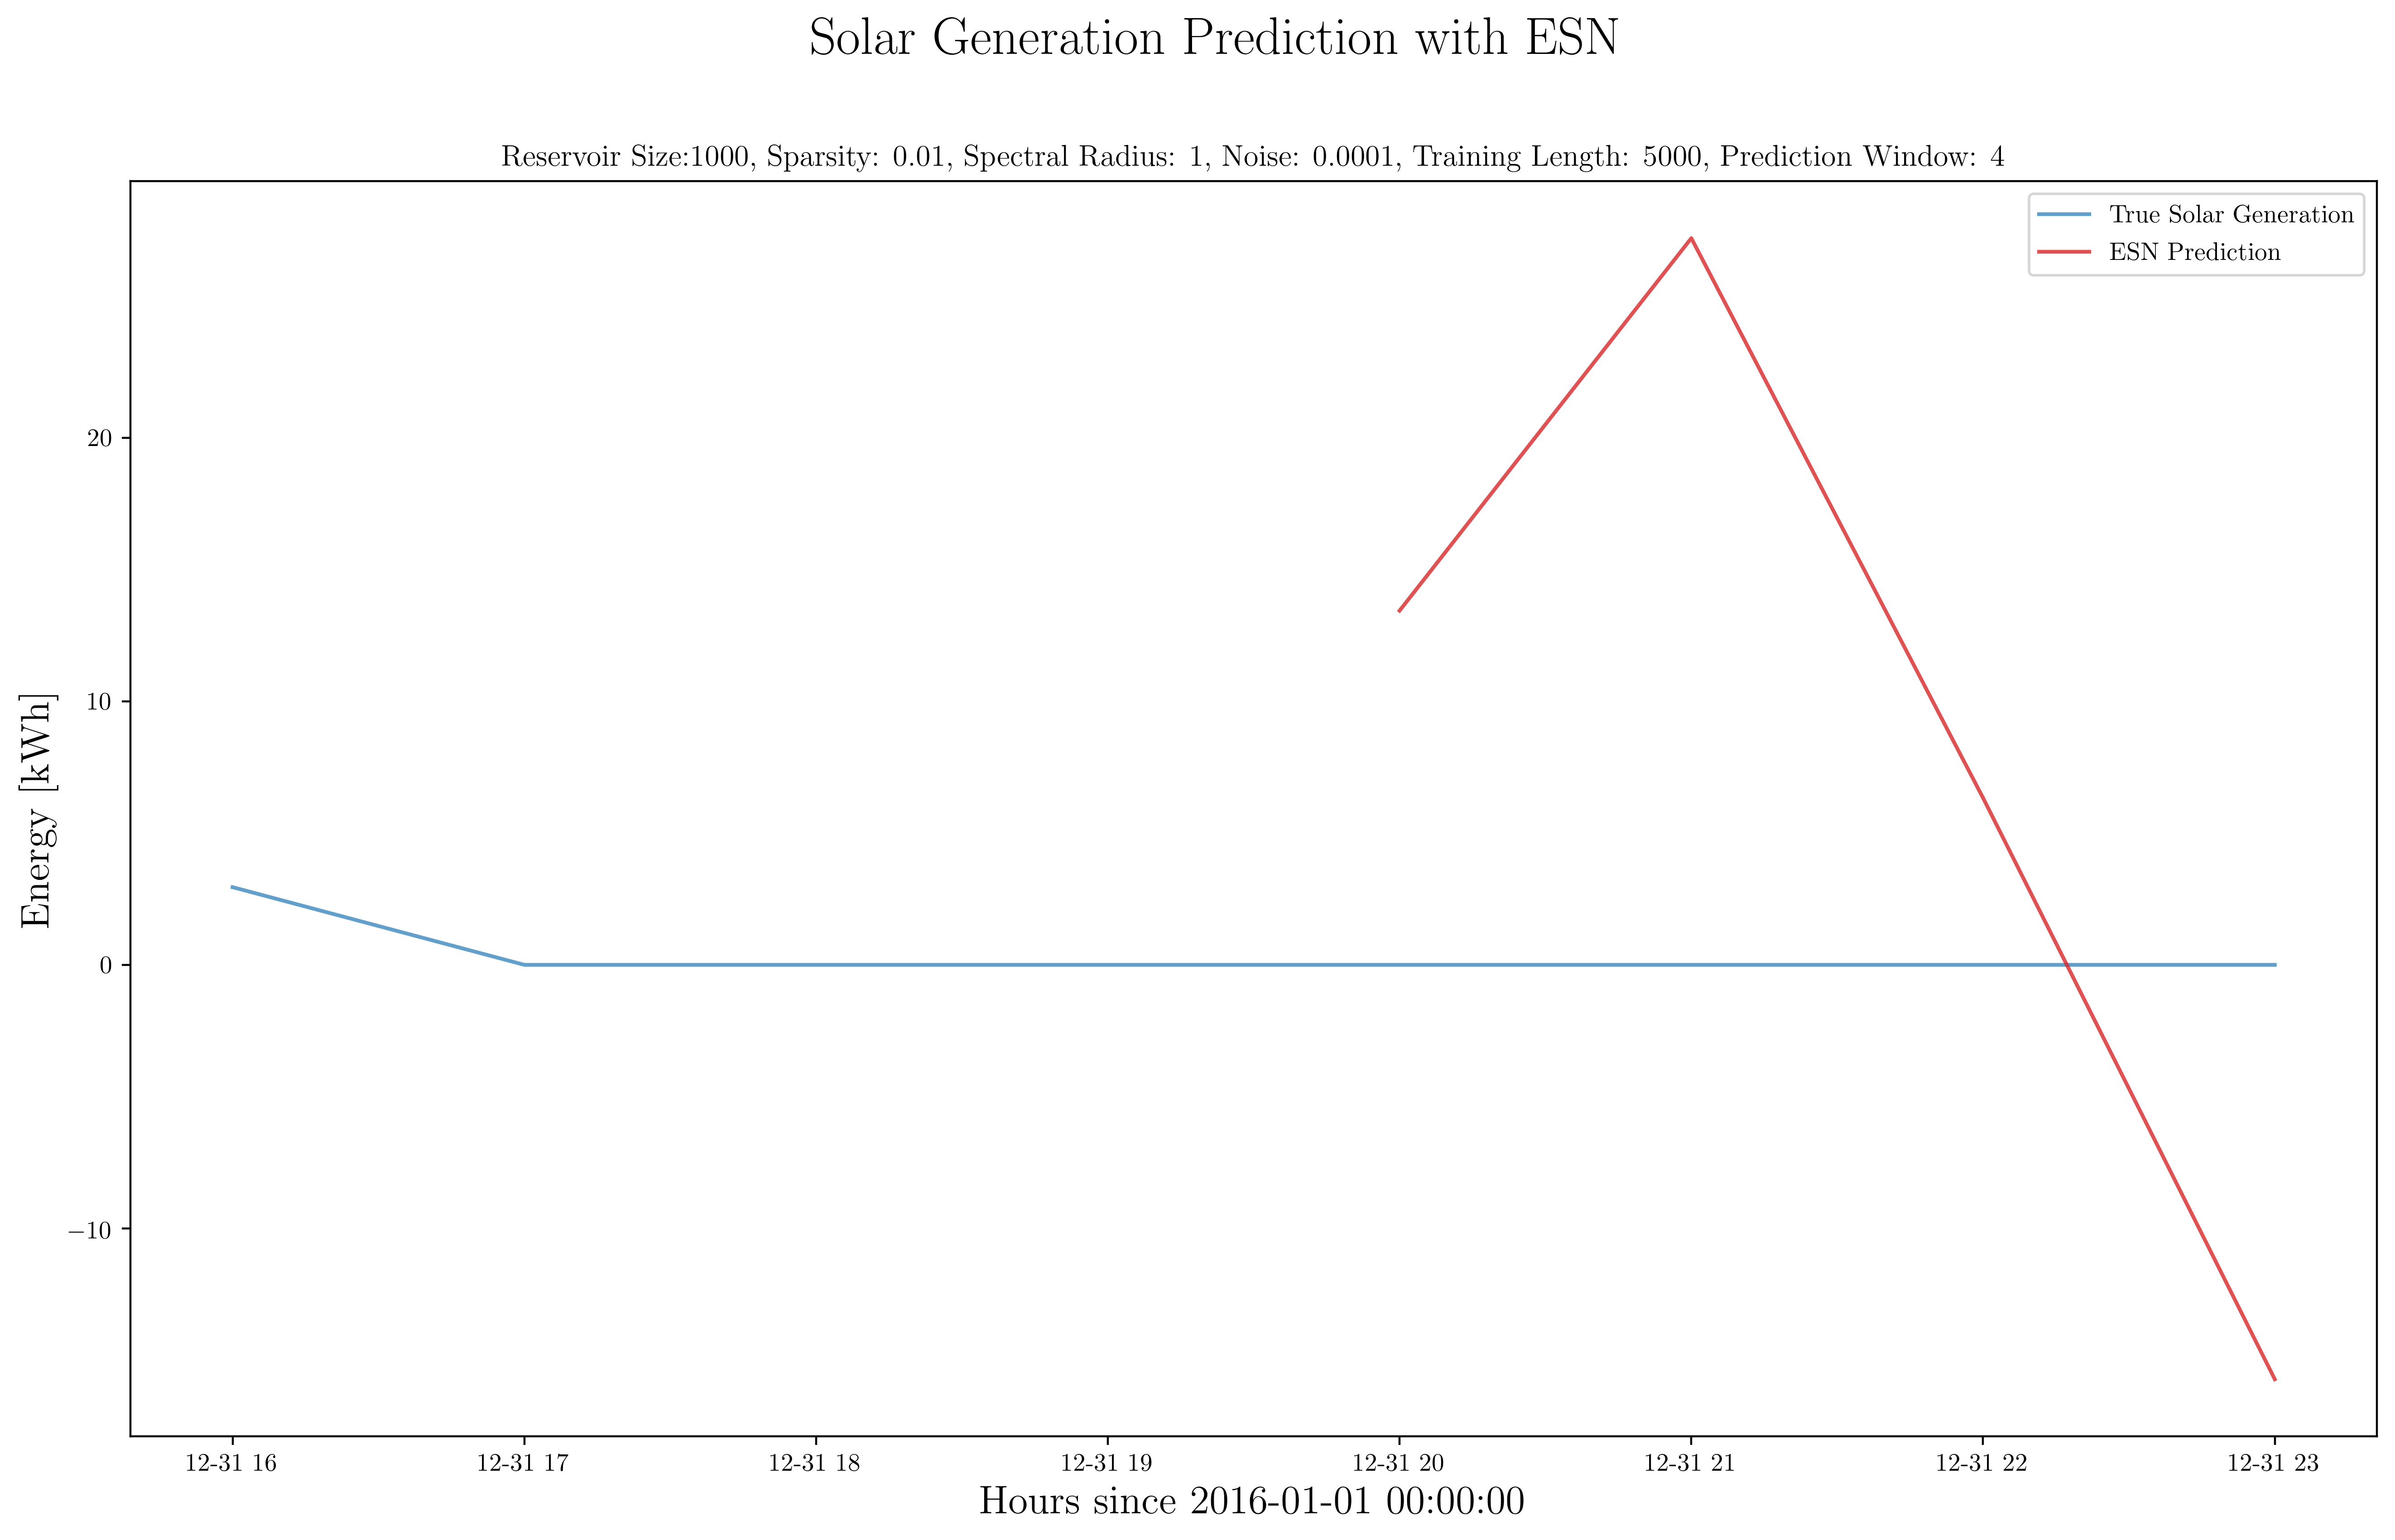 Solar Generation Prediction with ESN
Reservoir Size:1000, Sparsity: 0.01, Spectral Radius: 1, Noise: 0.0001, Training Length: 5000, Prediction Window: 4
True Solar Generation
ESN Prediction
Energy [kWh]
20
10
0
−10
12-31 16 12-31 17 12-31 18 12-31 19 12-31 20 12-31 21 12-31 22 12-31 23
Hours since 2016-01-01 00:00:00